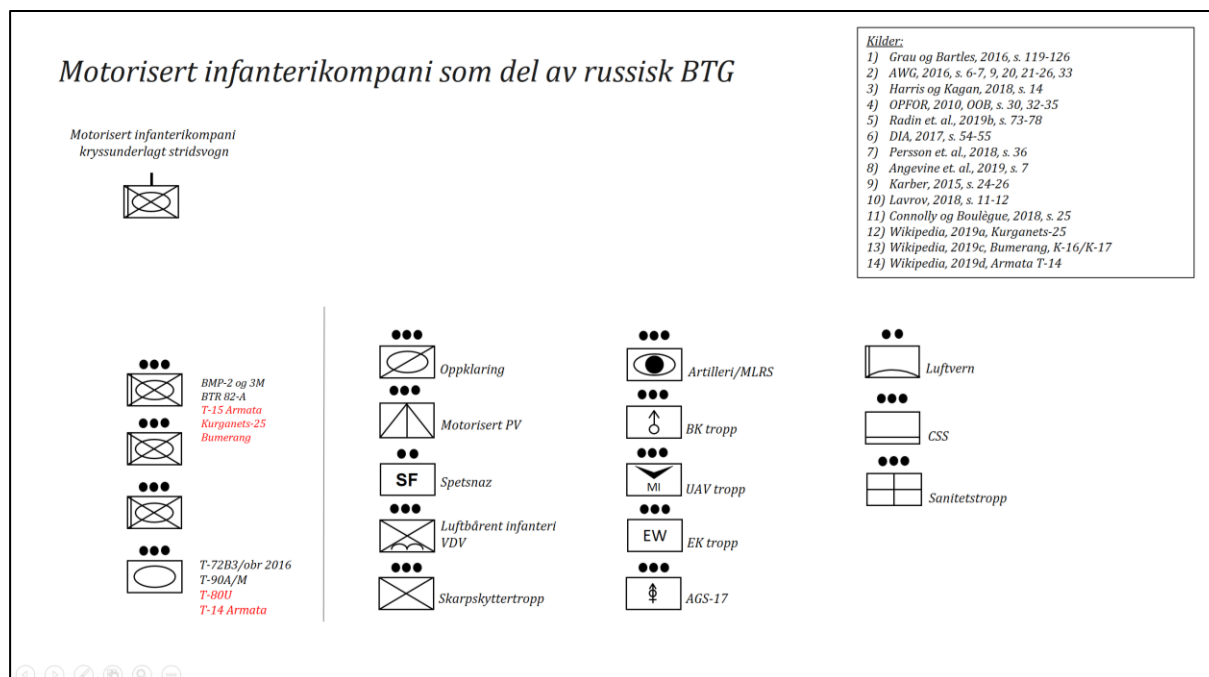 Motorisert infanterikompani som del av russisk BTG
Kilder:
1) Grau og Bartles, 2016, s. 119-126
2) AWG, 2016, s. 6-7, 9, 20, 21-26, 33
3) Harris og Kagan, 2018, s. 14
4) OPFOR, 2010, OOB, s. 30, 32-35
5) Radin et. al., 2019b, s. 73-78
6) DIA, 2017, s. 54-55
7) Persson et. al., 2018, s. 36
8) Angevine et. al., 2019, s. 7
9) Karber, 2015, s. 24-26
10) Lavrov, 2018, s. 11-12
11) Connolly og Boulègue, 2018, s. 25
12) Wikipedia, 2019a, Kurganets-25
13) Wikipedia, 2019c, Bumerang, K-16/K-17
14) Wikipedia, 2019d, Armata T-14
Motorisert infanterikompani
kryssunderlagt stridsvogn
BMP-2 og 3M
BTR 82-A
T-15 Armata
Kurganets-25
Bumerang
T-72B3/obr 2016
T-90A/M
T-80U
T-14 Armata
Oppklaring
Motorisert PV
SF
Spetsnaz
Luftbårent infanteri
VDV
Skarpskyttertropp
Artilleri/MLRS
BK tropp
MI
UAV tropp
EW
EK tropp
AGS-17
Luftvern
CSS
Sanitetstropp